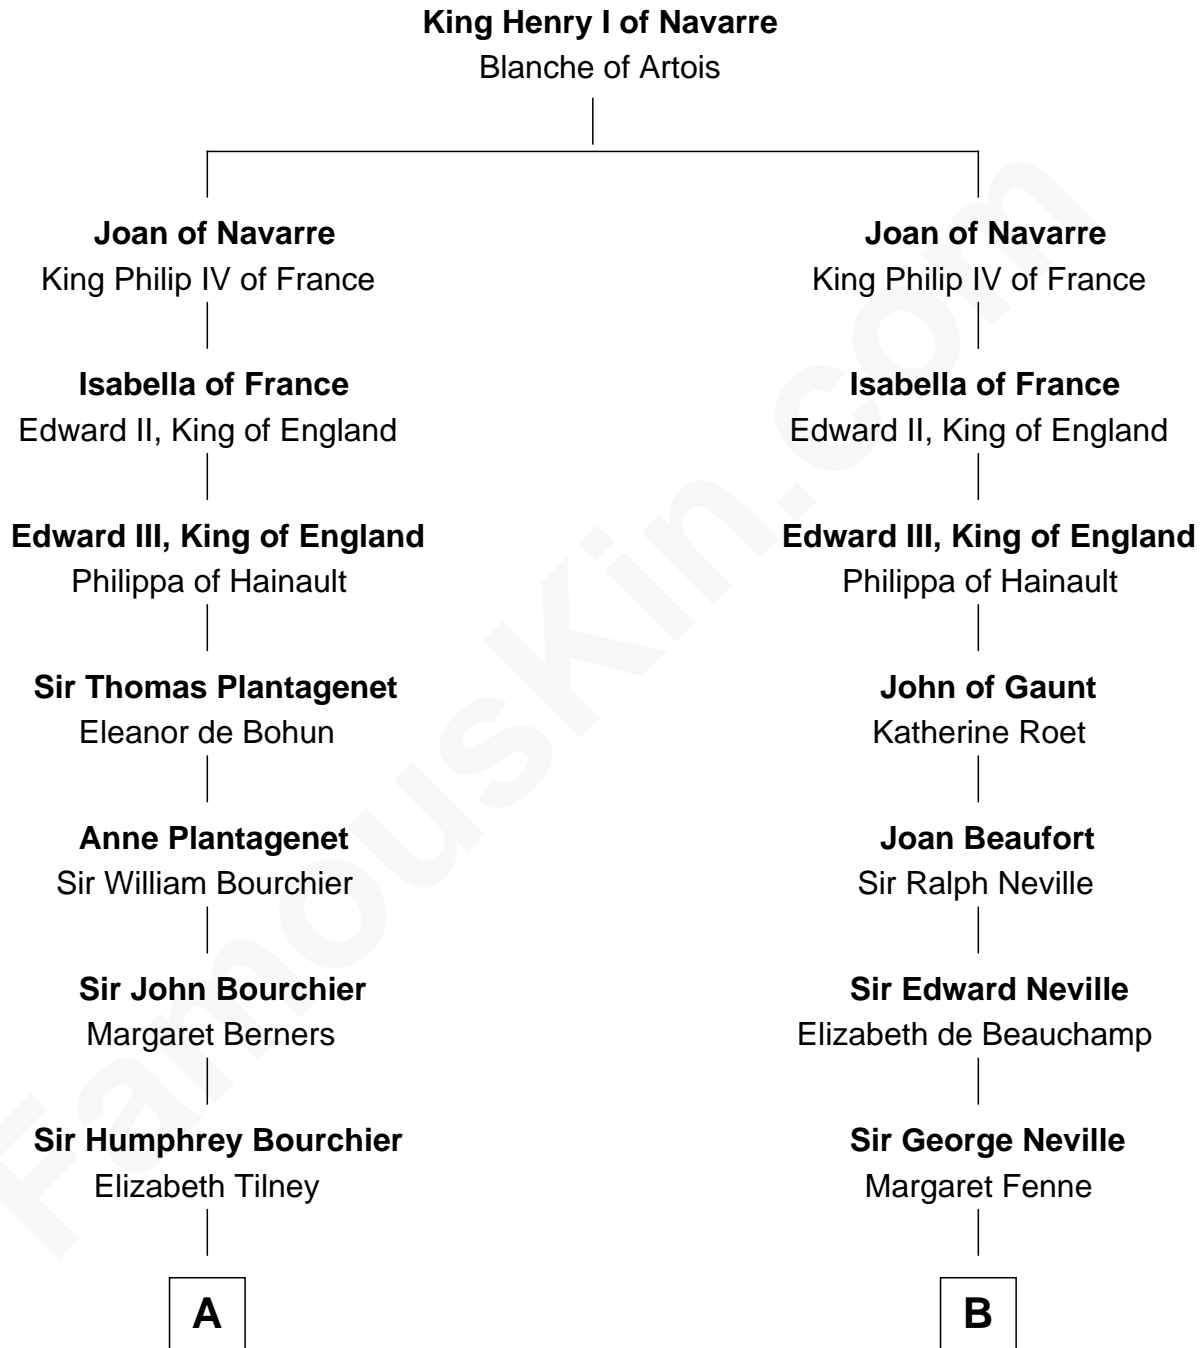 King Henry I of Navarre
Blanche of Artois
Joan of Navarre
King Philip IV of France
Isabella of France
Edward II, King of England
Edward III, King of England
Philippa of Hainault
Sir Thomas Plantagenet
Eleanor de Bohun
Anne Plantagenet
Sir William Bourchier
Sir John Bourchier
Margaret Berners
Sir Humphrey Bourchier
Elizabeth Tilney
A
Joan of Navarre
King Philip IV of France
Isabella of France
Edward II, King of England
Edward III, King of England
Philippa of Hainault
John of Gaunt
Katherine Roet
Joan Beaufort
Sir Ralph Neville
Sir Edward Neville
Elizabeth de Beauchamp
Sir George Neville
Margaret Fenne
B
FamousKin.com